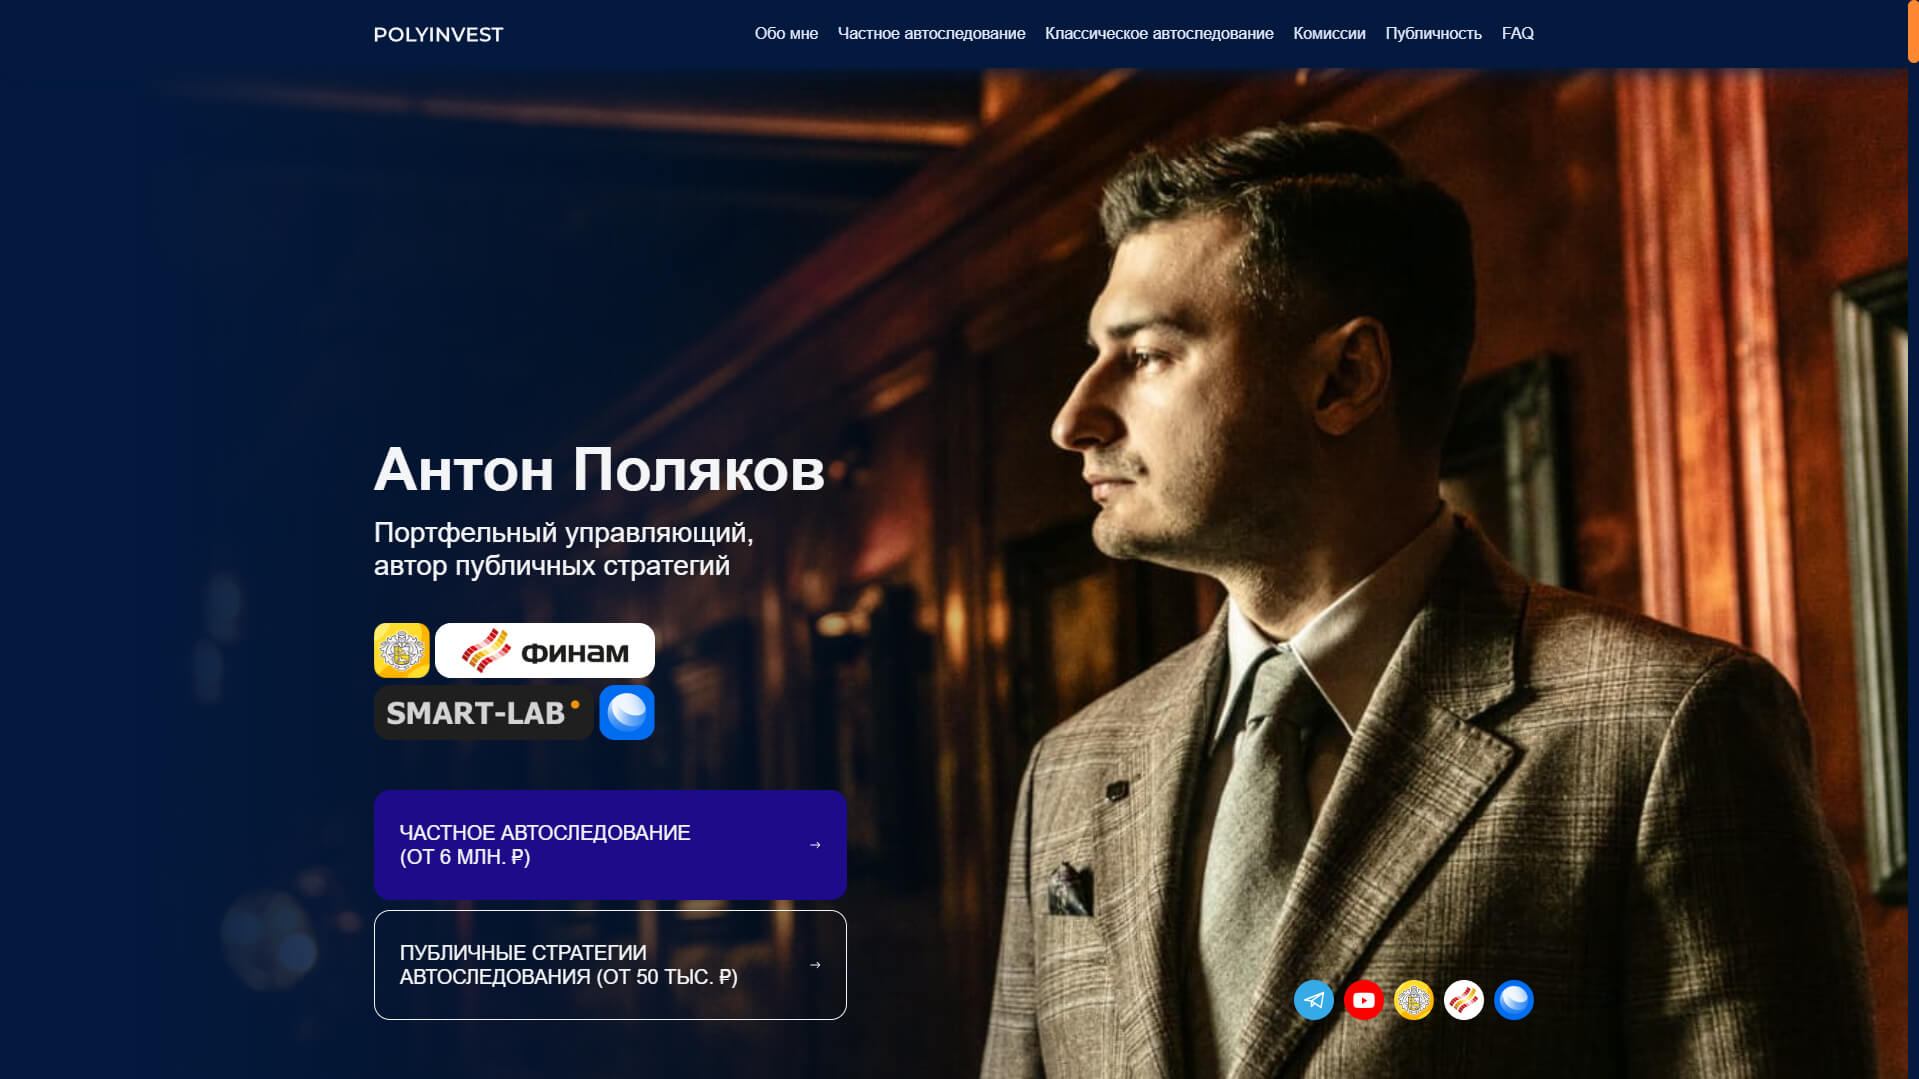 POLYINVEST
Обо мне
Частное автоследование
Классическое автоследование
Комиссии
Публичность
FAQ
Антон Поляков
Портфельный управляющий,
автор публичных стратегий
Финам
SMART-LAB
ЧАСТНОЕ АВТОСЛЕДОВАНИЕ
(ОТ 6 МЛН. ₽)
→
ПУБЛИЧНЫЕ СТРАТЕГИИ
АВТОСЛЕДОВАНИЯ (ОТ 50 ТЫС. ₽)
→